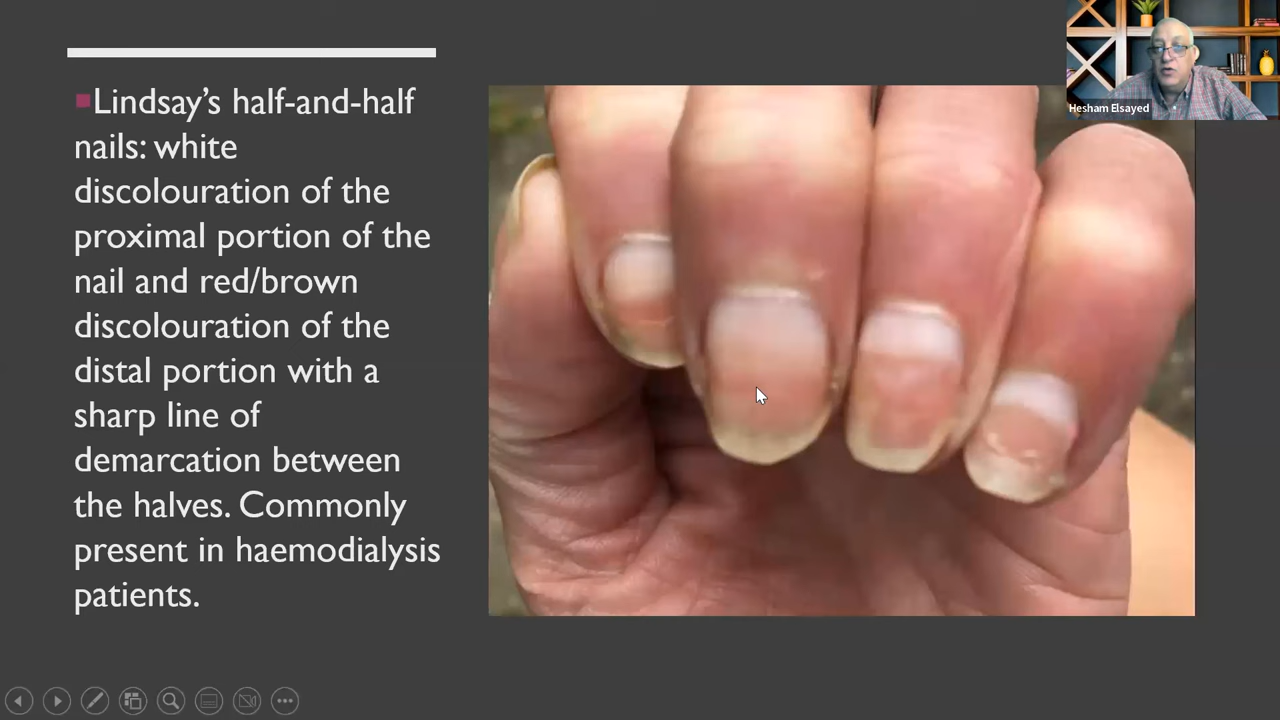 Lindsay's half-and-half
nails: white
discolouration of the
proximal portion of the
nail and red/brown
discolouration of the
distal portion with a
sharp line of
demarcation between
the halves. Commonly
present in haemodialysis
patients.
Hesham Elsayed